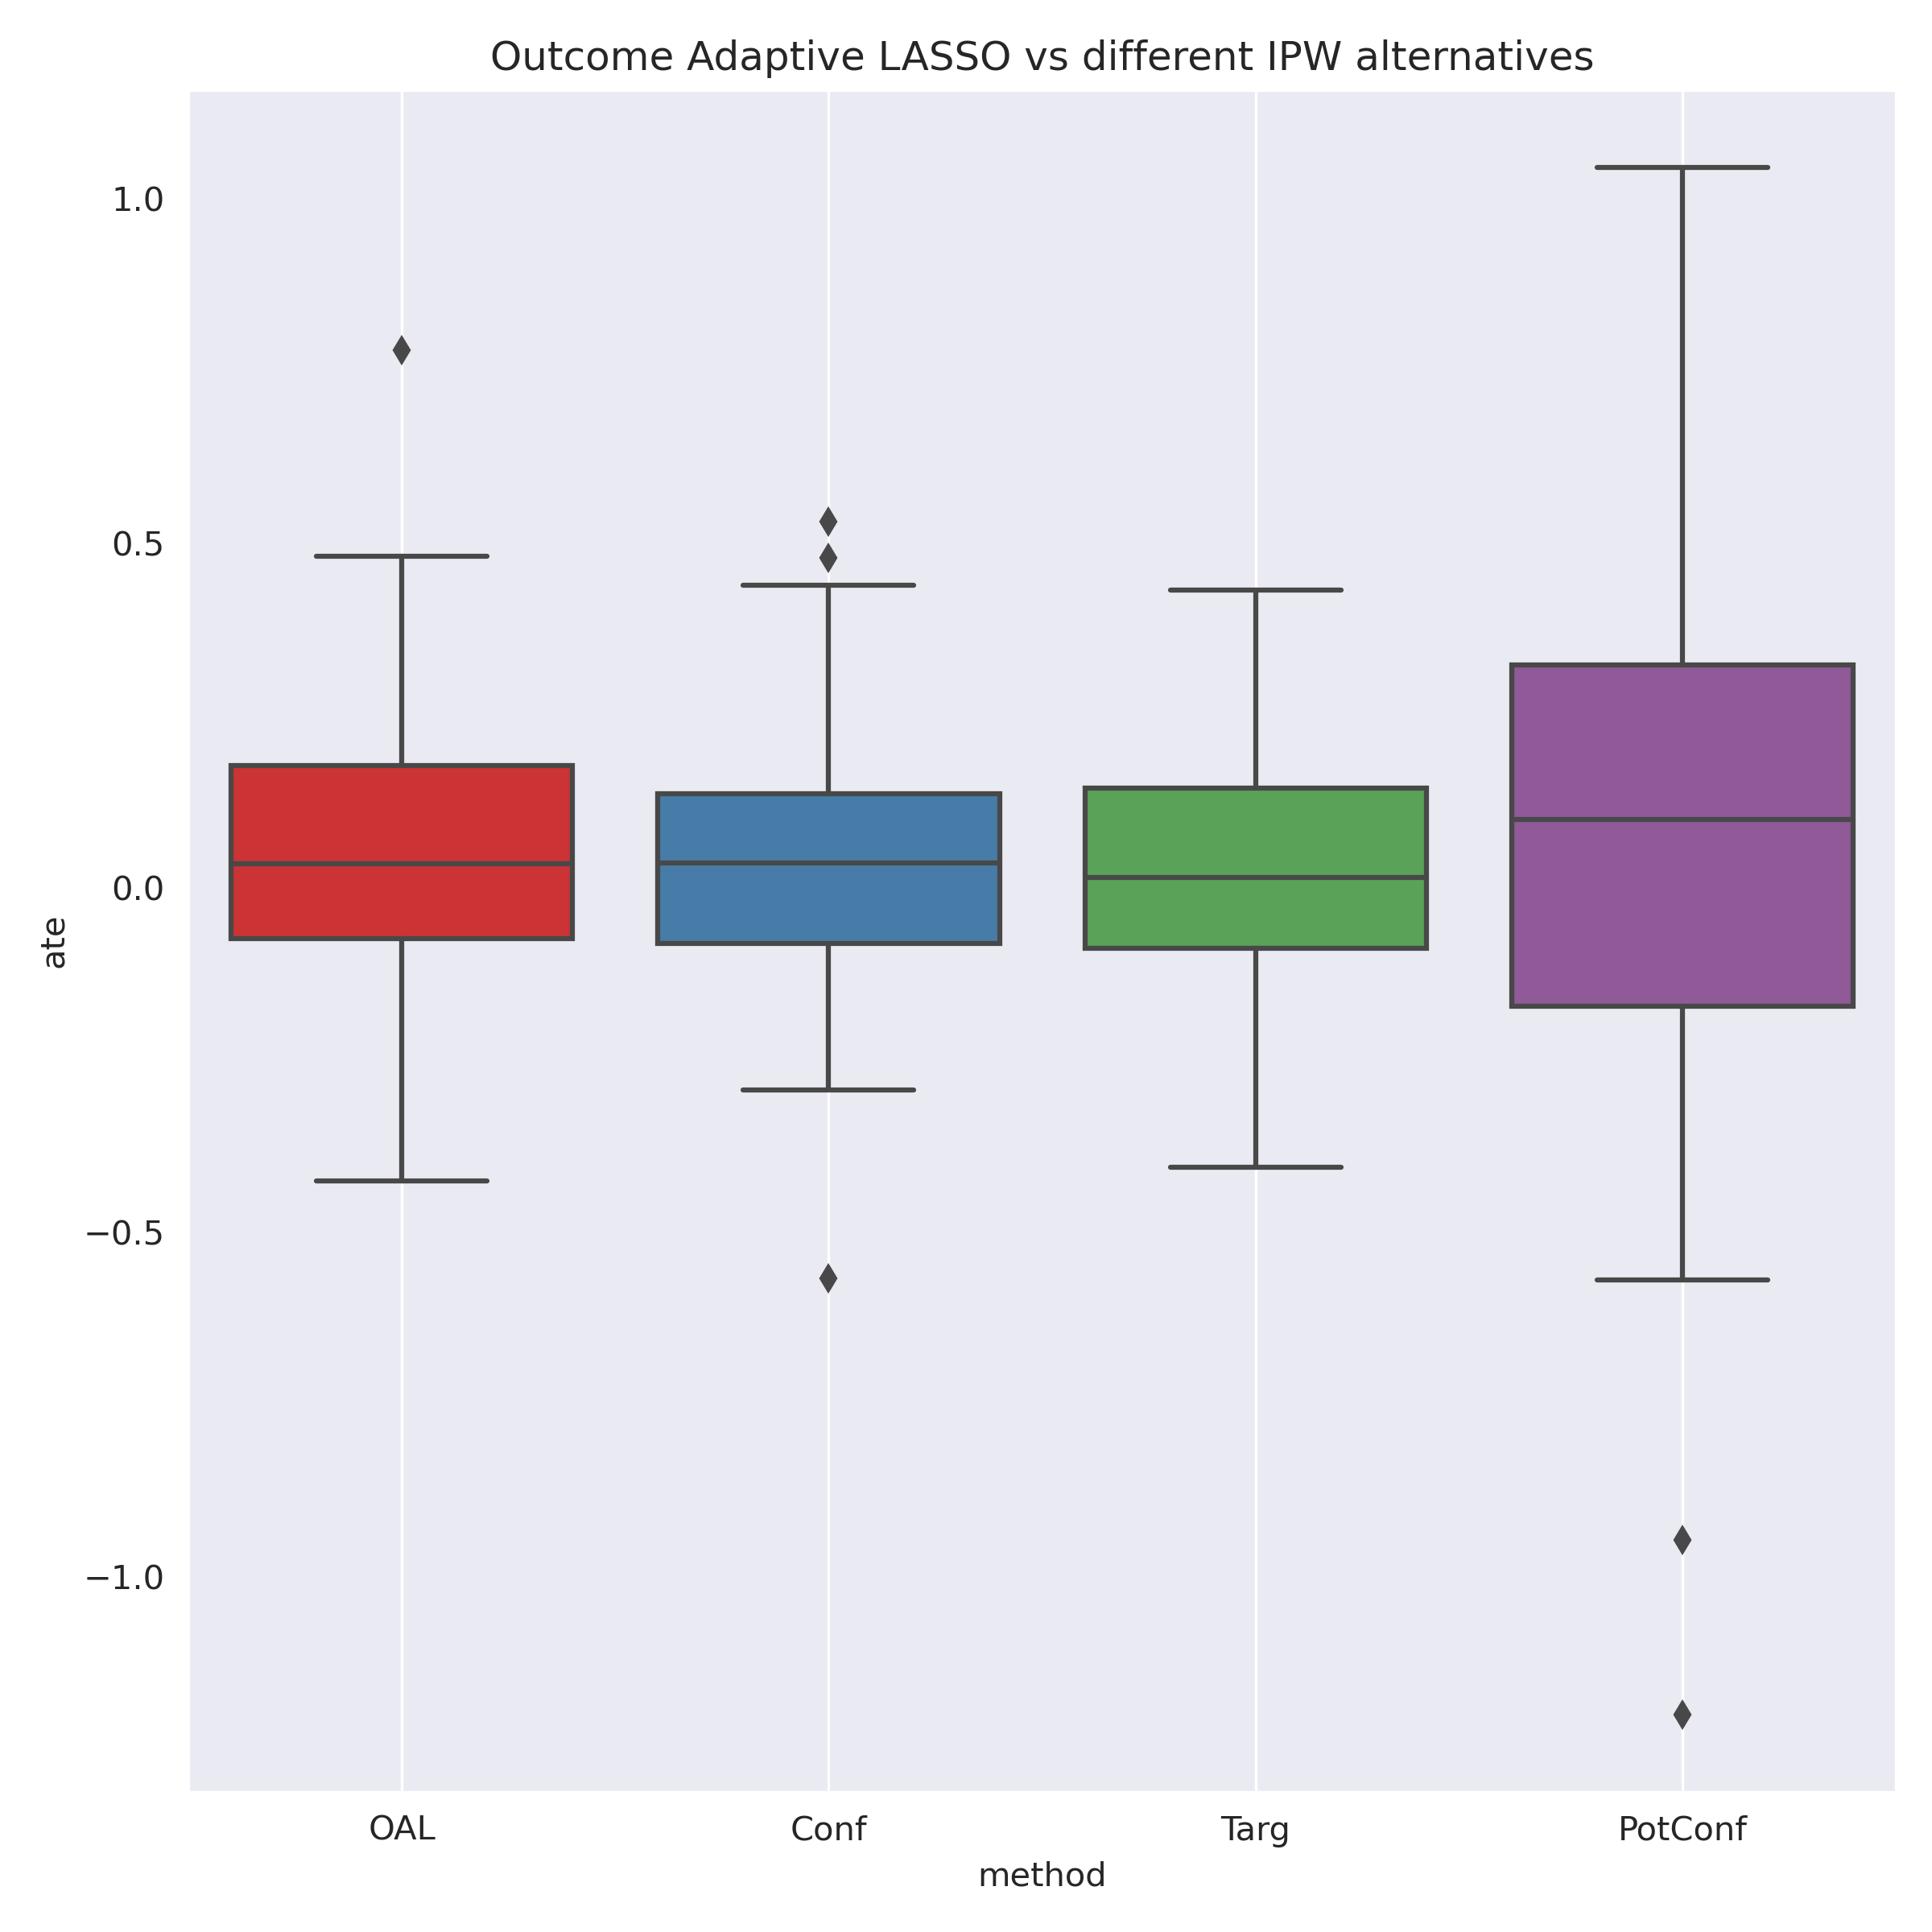 Outcome Adaptive LASSO vs different IPW alternatives
1.0
0.5
0.0
−0.5
−1.0
ate
OAL
Conf
Targ
PotConf
method